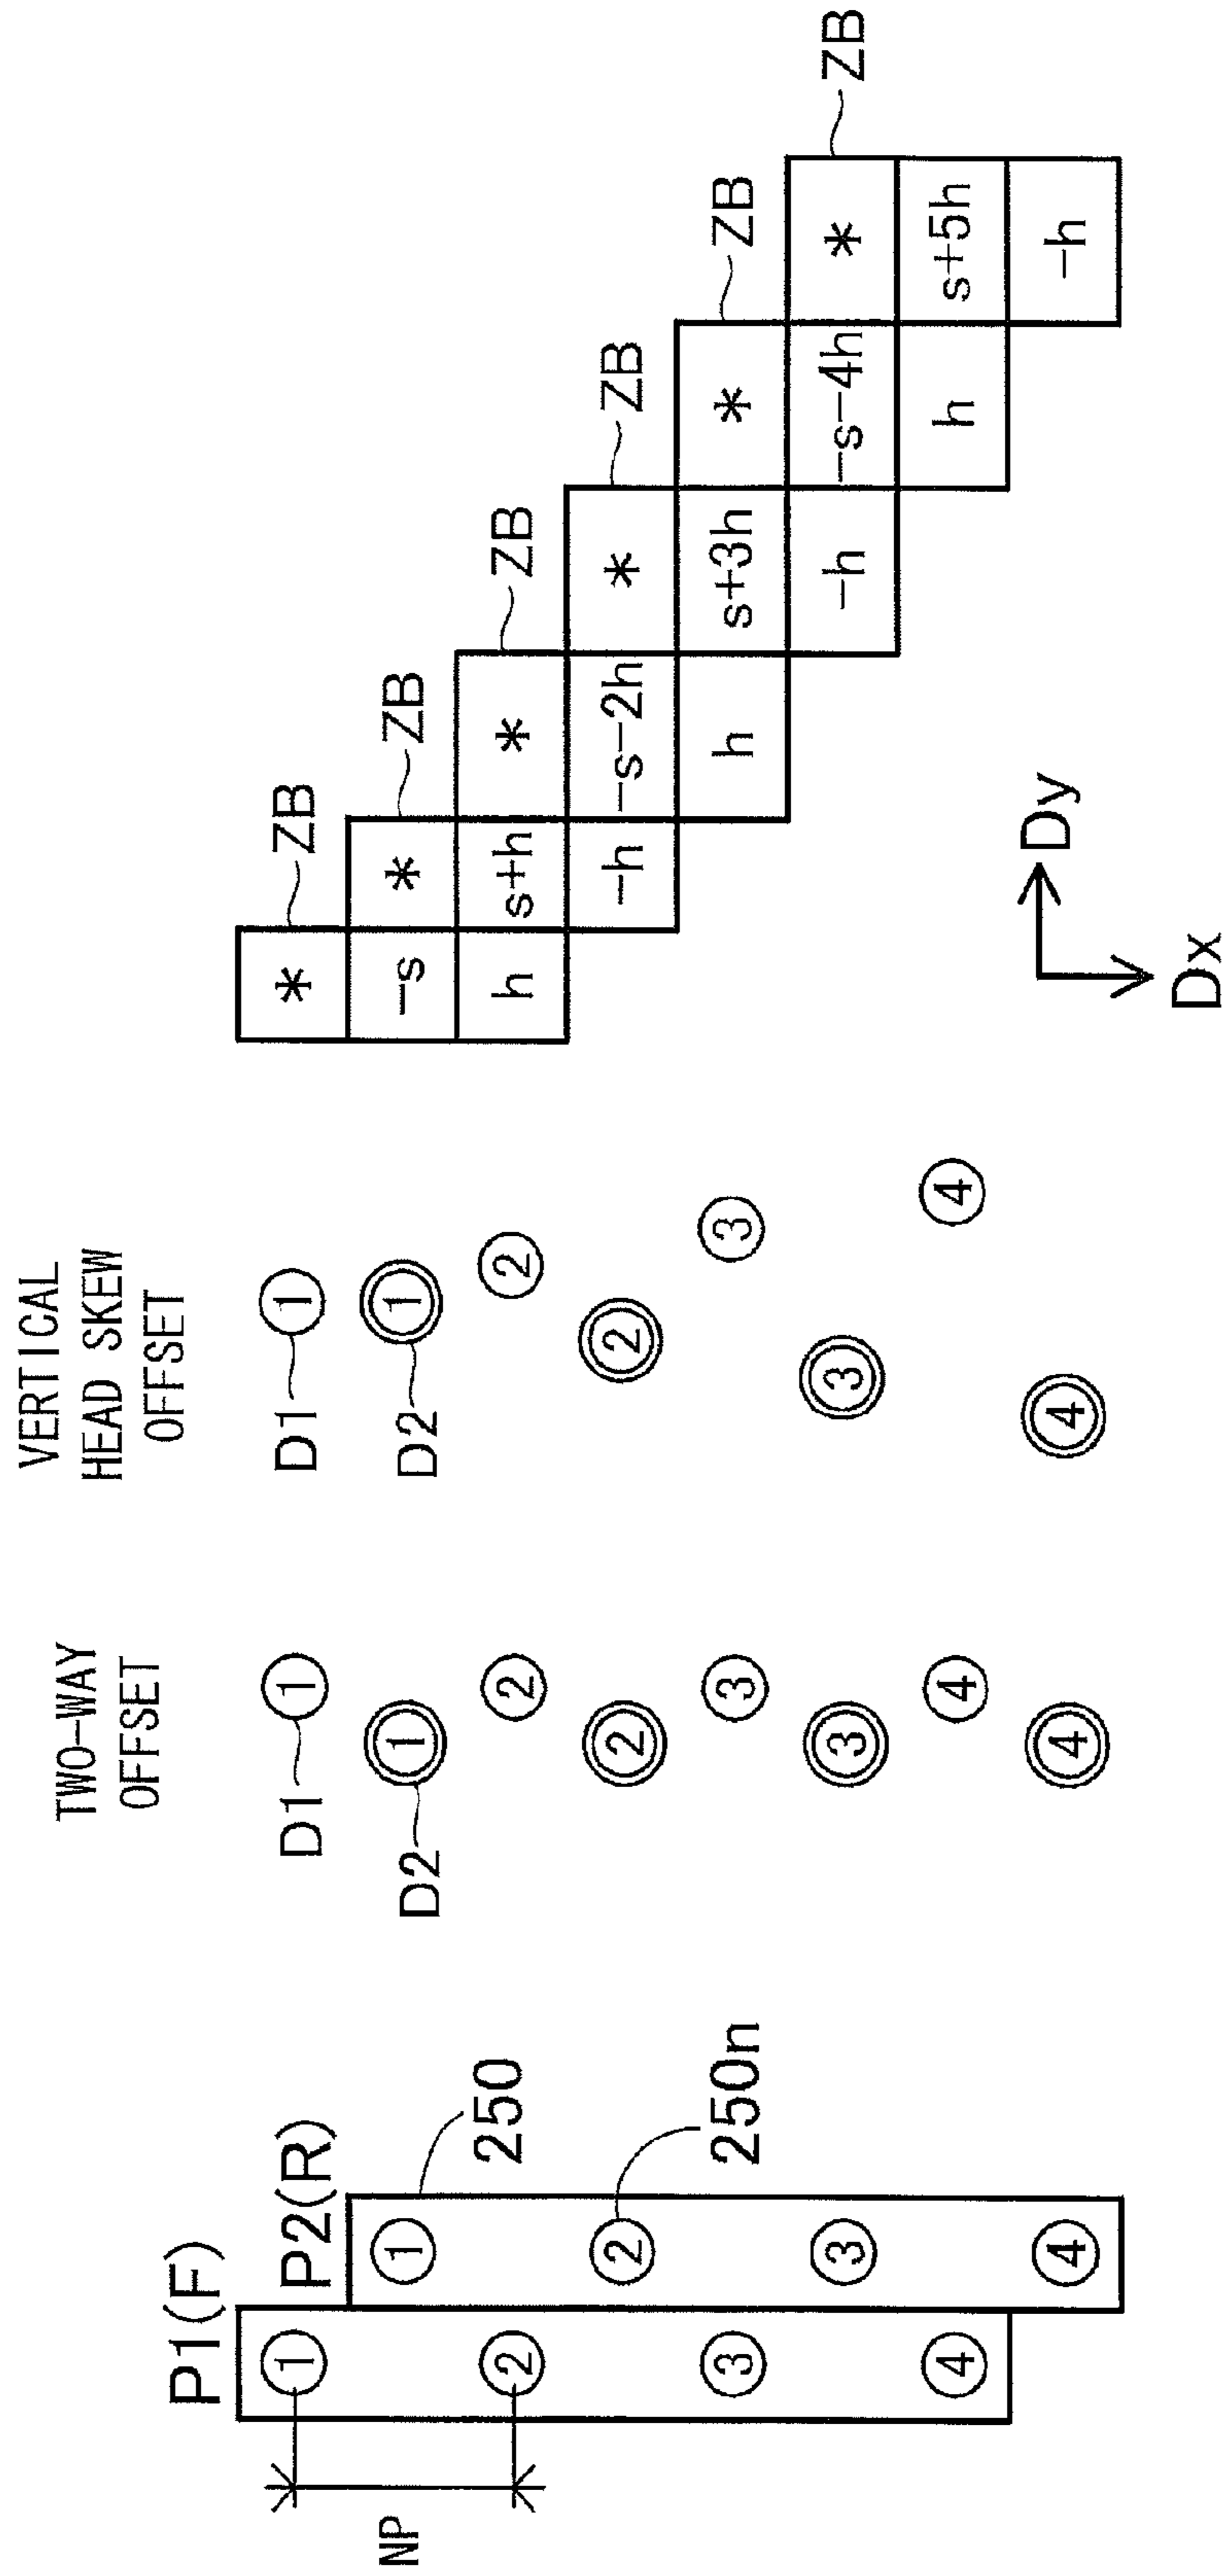 NP
P1(F)
P2(R)
① ② ③ ④
① ② ③ ④
250
250n
TWO-WAY
OFFSET
D1 ①
D2 ①
②
②
③
③
④
④
VERTICAL
HEAD SKEW
OFFSET
D1 ①
D2 ①
②
②
③
③
④
④
* ZB
-s * ZB
h s+h * ZB
-h -s-2h * ZB
h s+3h * ZB
-h -s-4h * ZB
h s+5h
-h
Dy
Dx